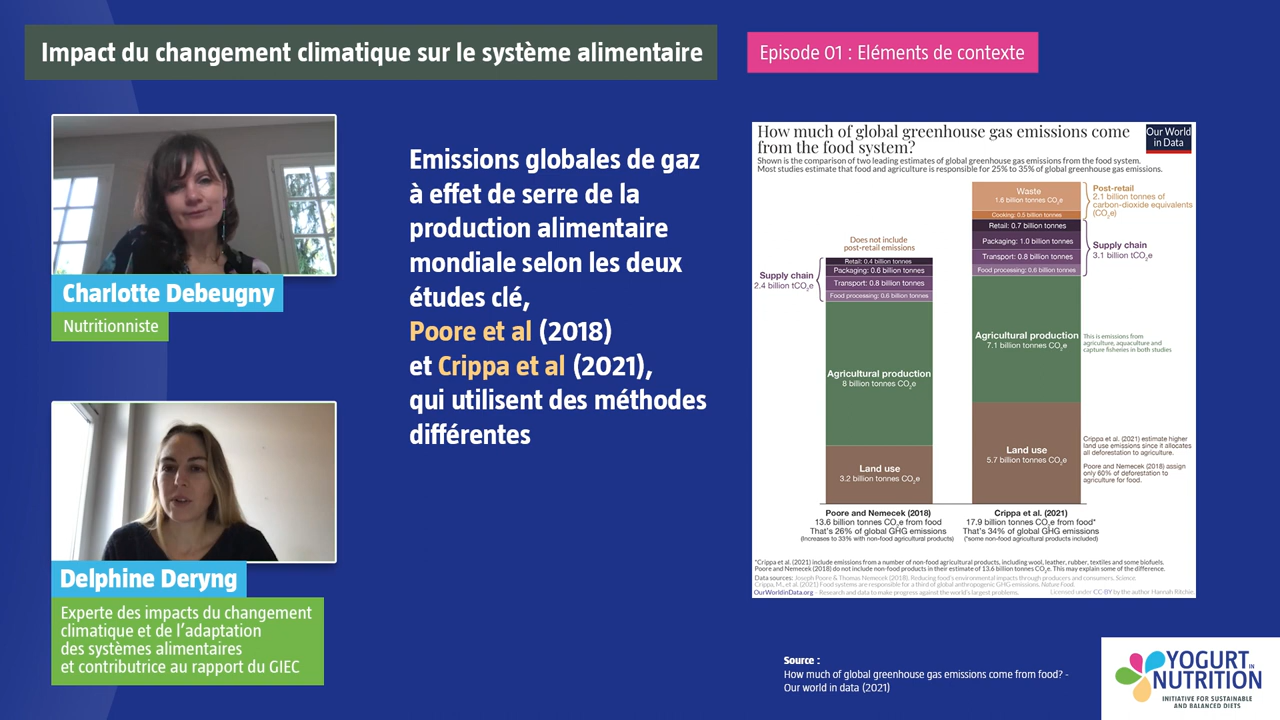 Impact du changement climatique sur le système alimentaire
Episode 01 : Eléments de contexte
Charlotte Debeugny
Nutritionniste
Delphine Deryng
Experte des impacts du changement
climatique et de l'adaptation
des systèmes alimentaires
et contributrice au rapport du GIEC
Emissions globales de gaz
à effet de serre de la
production alimentaire
mondiale selon les deux
études clé,
Poore et al (2018)
et Crippa et al (2021),
qui utilisent des méthodes
différentes
How much of global greenhouse gas emissions come
from the food system?
Our World
in Data
Shown is the comparison of two leading estimates of global greenhouse gas emissions from the food system.
Most studies estimate that food and agriculture is responsible for 25% to 35% of global greenhouse gas emissions.
Does not include
post-retail emissions
Supply chain
2.4 billion tCO₂e
Retail: 0.4 billion tonnes
Packaging: 0.6 billion tonnes
Transport: 0.8 billion tonnes
Food processing: 0.6 billion tonnes
Agricultural production
8 billion tonnes CO₂e
Land use
3.2 billion tonnes CO₂e
Poore and Nemecek (2018)
13.6 billion tonnes CO₂e from food
That's 26% of global GHG emissions
(Increases to 33% with non-food agricultural products)
Waste
1.6 billion tonnes CO₂e
Cooking: 0.5 billion tonnes
Retail: 0.7 billion tonnes
Packaging: 1.0 billion tonnes
Transport: 0.8 billion tonnes
Food processing: 0.6 billion tonnes
Agricultural production
7.1 billion tonnes CO₂e
Land use
5.7 billion tonnes CO₂e
Crippa et al. (2021)
17.9 billion tonnes CO₂e from food*
That's 34% of global GHG emissions
(*some non-food agricultural products included)
Post-retail
2.1 billion tonnes of
carbon-dioxide equivalents
(CO₂e)
Supply chain
3.1 billion tCO₂e
This is emissions from
agriculture, aquaculture and
capture fisheries in both studies
Crippa et al. (2021) estimate higher
land use emissions since it allocates
all deforestation to agriculture.
Poore and Nemecek (2018) assign
only 60% of deforestation to
agriculture for food.
*Crippa et al. (2021) include emissions from a number of non-food agricultural products, including wool, leather, rubber, textiles and some biofuels.
Poore and Nemecek (2018) do not include non-food products in their estimate of 13.6 billion tonnes CO₂e. This may explain some of the difference.
Data sources: Joseph Poore & Thomas Nemecek (2018). Reducing food's environmental impacts through producers and consumers. Science.
Crippa, M., et al. (2021) Food systems are responsible for a third of global anthropogenic GHG emissions. Nature Food.
OurWorldinData.org – Research and data to make progress against the world's largest problems.
Licensed under CC-BY by the author Hannah Ritchie.
Source :
How much of global greenhouse gas emissions come from food? -
Our world in data (2021)
YOGURT IN
NUTRITION
INITIATIVE FOR SUSTAINABLE
AND BALANCED DIETS